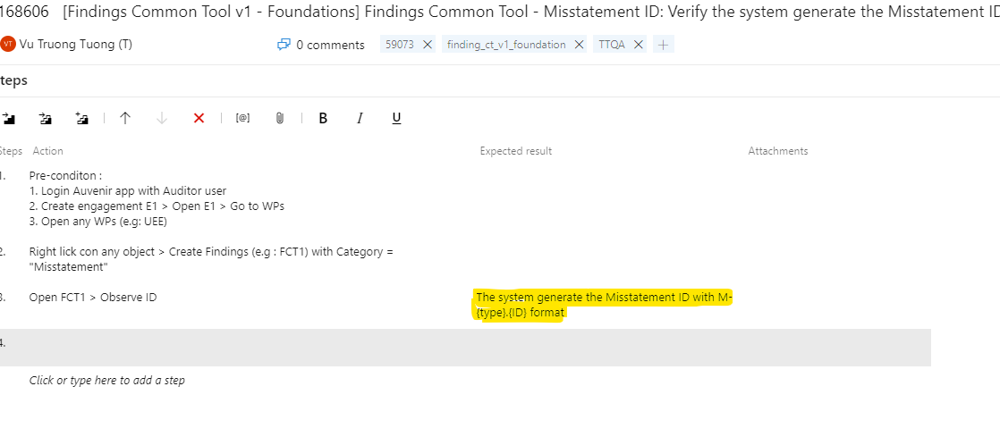 168606 [Findings Common Tool v1 - Foundations] Findings Common Tool - Misstatement ID: Verify the system generate the Misstatement ID
VT Vu Truong Tuong (T) 0 comments 59073 finding_ct_v1_foundation TTQA
teps
[@] B I U
Steps Action Expected result Attachments
1. Pre-conditon :
1. Login Auvenir app with Auditor user
2. Create engagement E1 > Open E1 > Go to WPs
3. Open any WPs (e.g: UEE)
2. Right lick con any object > Create Findings (e.g : FCT1) with Category =
"Misstatement"
3. Open FCT1 > Observe ID The system generate the Misstatement ID with M-
{type}.{ID} format
4.
Click or type here to add a step